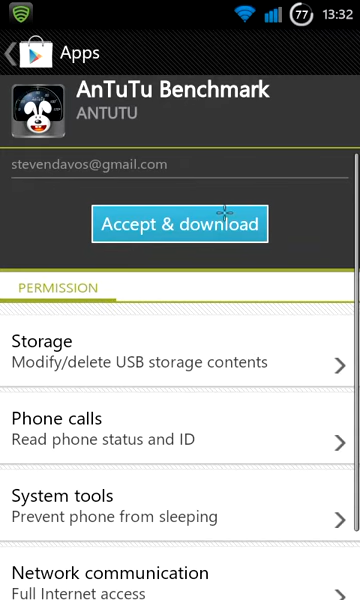 77 13:32
Apps
AnTuTu Benchmark
ANTUTU
stevendavos@gmail.com
Accept & download
PERMISSION
Storage
Modify/delete USB storage contents
Phone calls
Read phone status and ID
System tools
Prevent phone from sleeping
Network communication
Full Internet access